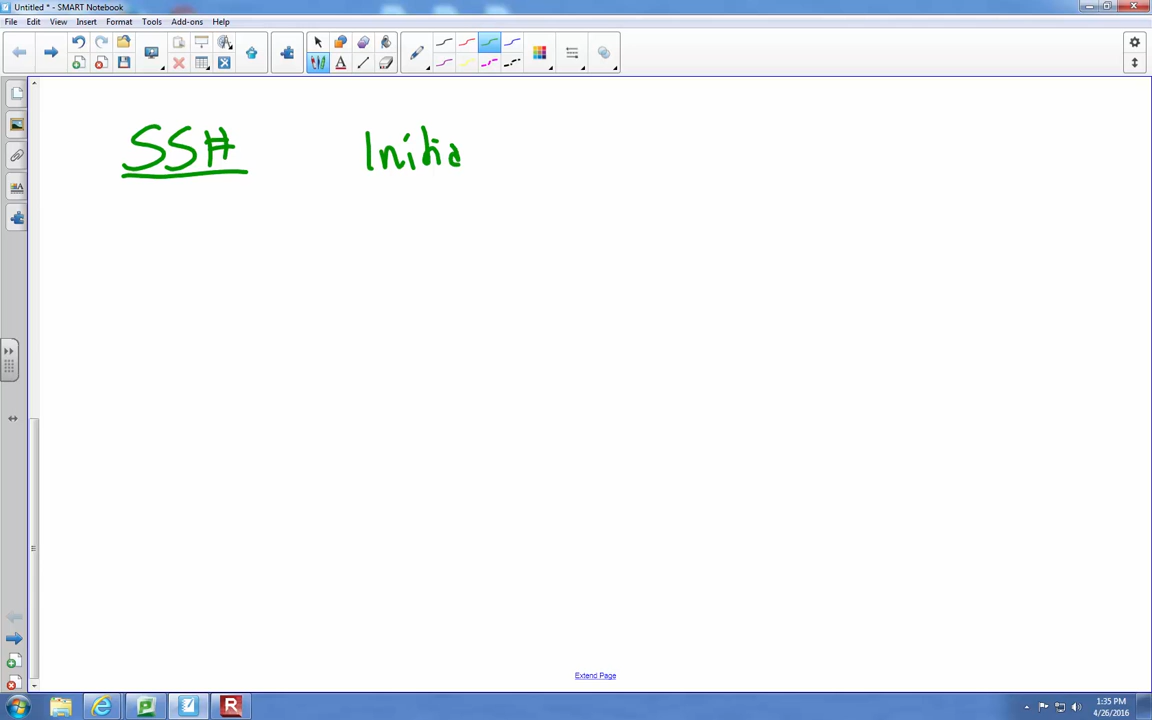 Untitled * - SMART Notebook
File Edit View Insert Format Tools Add-ons Help
SS# Initia
Extend Page
1:35 PM
4/26/2016